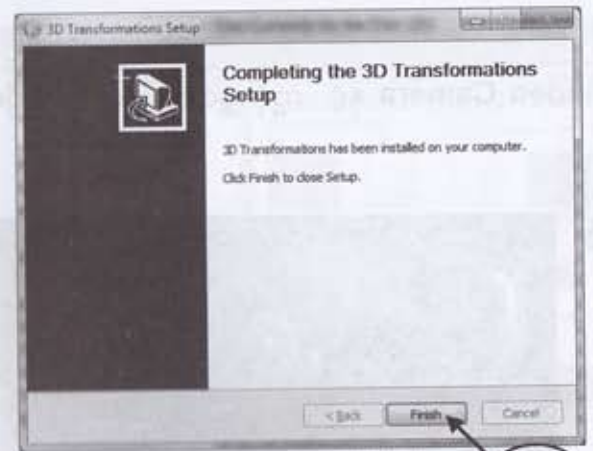 3D Transformations Setup
Completing the 3D Transformations
Setup
3D Transformations has been installed on your computer.
Click Finish to close Setup.
< Back
Finish
Cancel